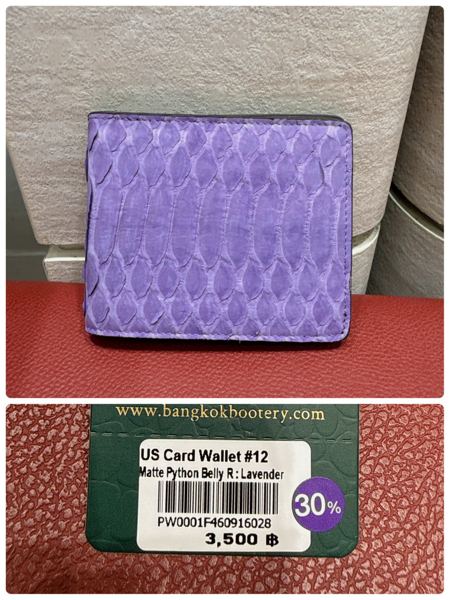 www.bangkokbootery.com
US Card Wallet #12
Matte Python Belly R : Lavender
30%
PW0001F460916028
3,500 ฿